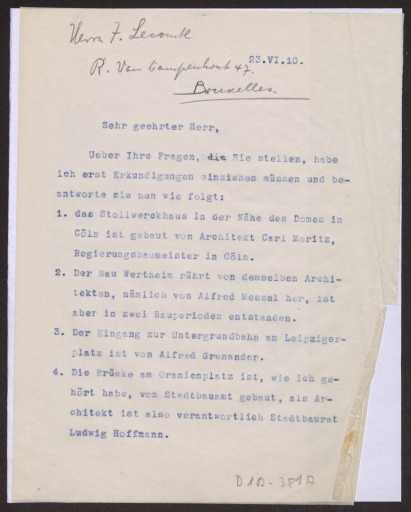 Herrn F. Lecomte
R. Van Campenhout 47.
Bruxelles.
23.VI.10.
Sehr geehrter Herr,
Ueber Ihre Fragen, die Sie stellen, habe
ich erst Erkundigungen einziehen müssen und be-
antworte sie nun wie folgt:
1. das Stollwerckhaus in der Nähe des Domes in
Cöln ist gebaut von Architekt Carl Moritz,
Regierungsbaumeister in Cöln.
2. Der Bau Wertheim rührt von demselben Archi-
tekten, nämlich von Alfred Messel her, ist
aber in zwei Bauperioden entstanden.
3. Der Eingang zur Untergrundbahn am Leipziger-
platz ist von Alfred Grenander.
4. Die Brücke am Oranienplatz ist, wie ich ge-
hört habe, vom Stadtbauamt gebaut, als Ar-
chitekt ist also verantwortlich Stadtbaurat
Ludwig Hoffmann.